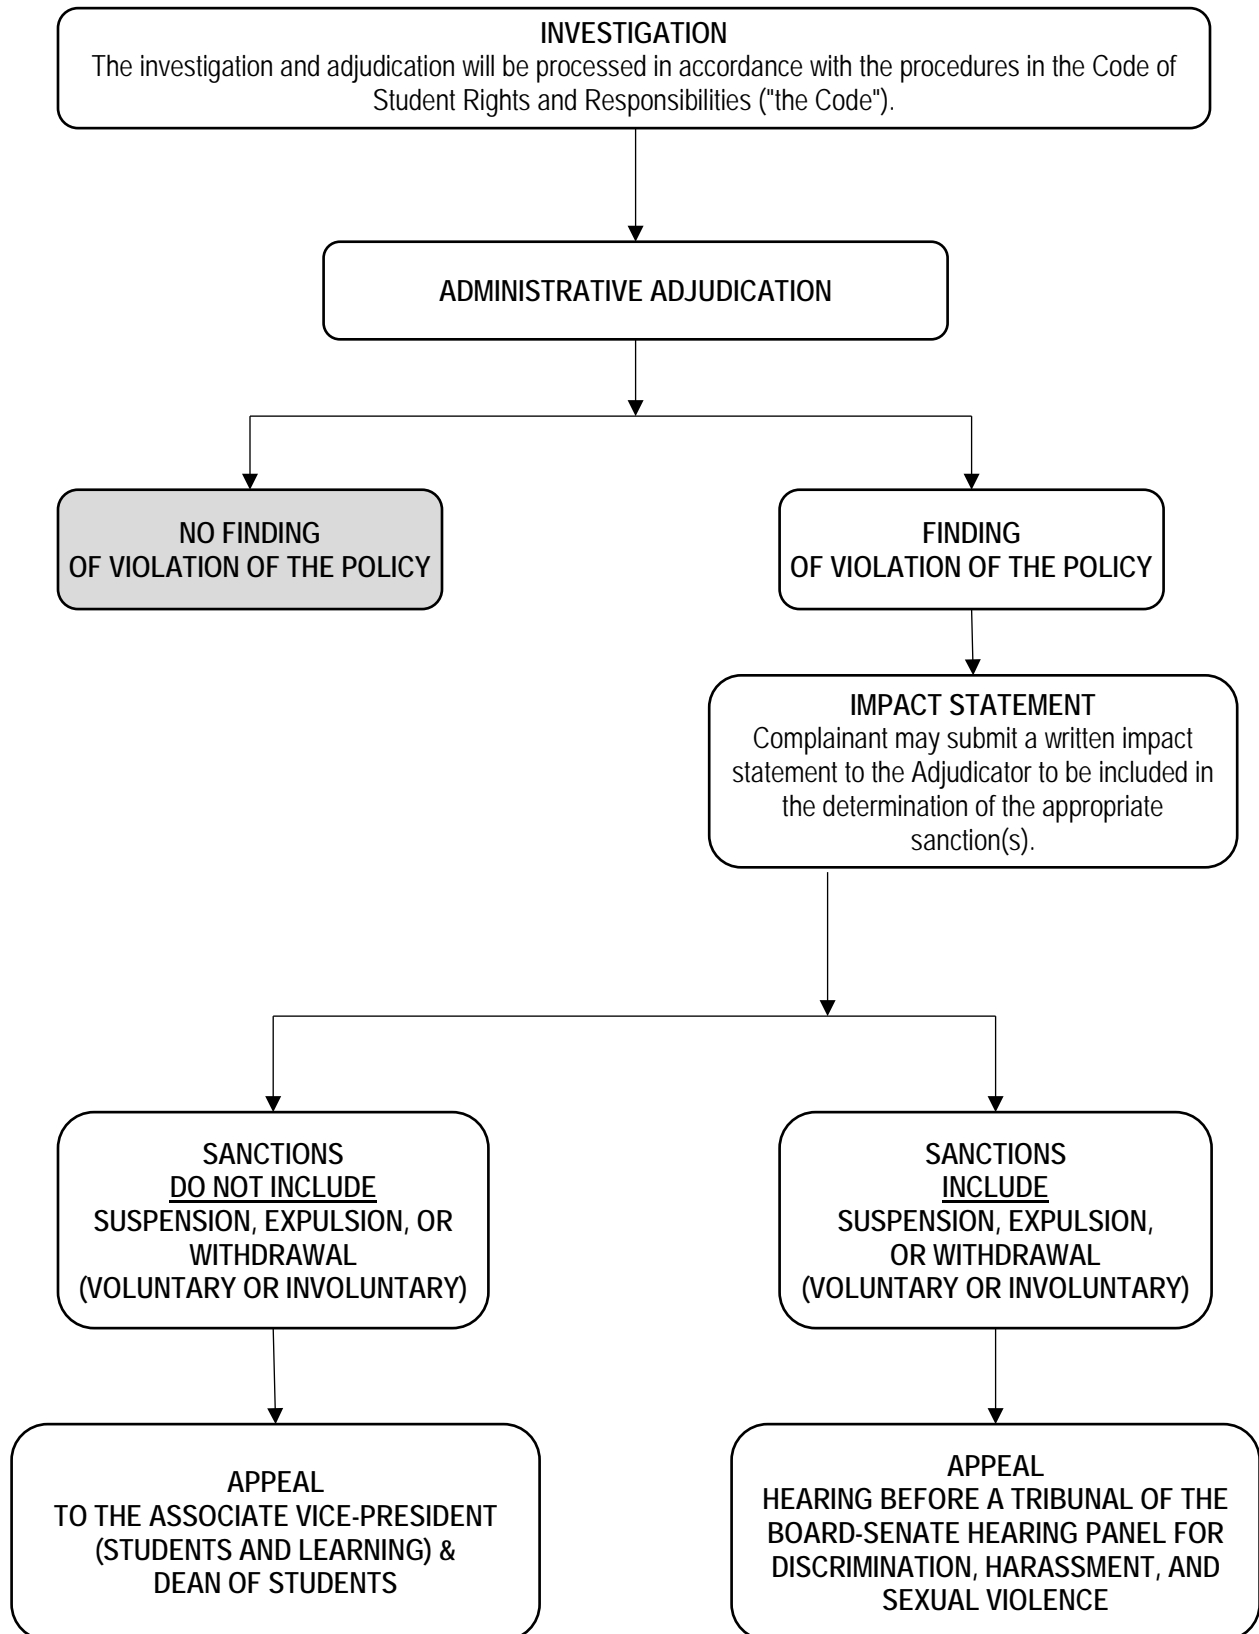 INVESTIGATION
The investigation and adjudication will be processed in accordance with the procedures in the Code of
Student Rights and Responsibilities ("the Code").
ADMINISTRATIVE ADJUDICATION
NO FINDING
OF VIOLATION OF THE POLICY
FINDING
OF VIOLATION OF THE POLICY
IMPACT STATEMENT
Complainant may submit a written impact
statement to the Adjudicator to be included in
the determination of the appropriate
sanction(s).
SANCTIONS
DO NOT INCLUDE
SUSPENSION, EXPULSION, OR
WITHDRAWAL
(VOLUNTARY OR INVOLUNTARY)
SANCTIONS
INCLUDE
SUSPENSION, EXPULSION,
OR WITHDRAWAL
(VOLUNTARY OR INVOLUNTARY)
APPEAL
TO THE ASSOCIATE VICE-PRESIDENT
(STUDENTS AND LEARNING) &
DEAN OF STUDENTS
APPEAL
HEARING BEFORE A TRIBUNAL OF THE
BOARD-SENATE HEARING PANEL FOR
DISCRIMINATION, HARASSMENT, AND
SEXUAL VIOLENCE